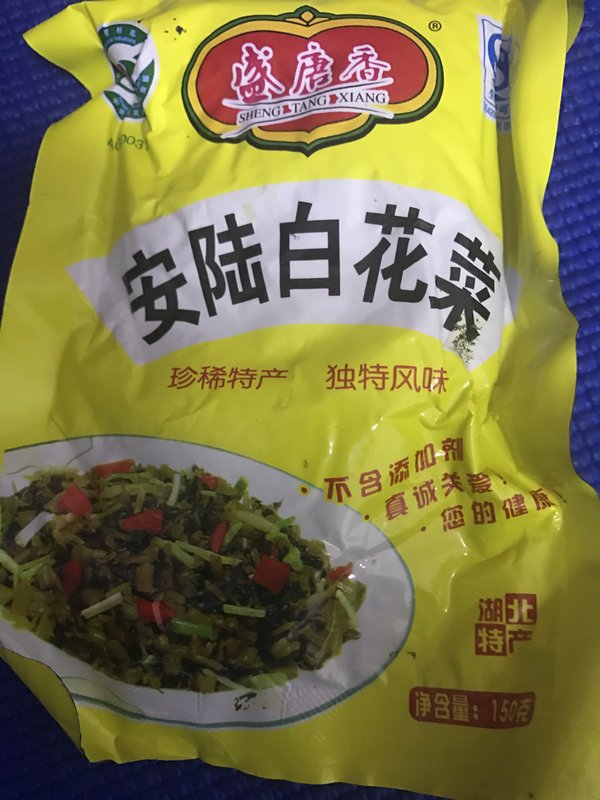 盛唐香
®
SHENG TANG XIANG
安陆白花菜
珍稀特产 独特风味
不含添加剂
·真诚关爱·
·您的健康!
湖北
特产
净含量:150克